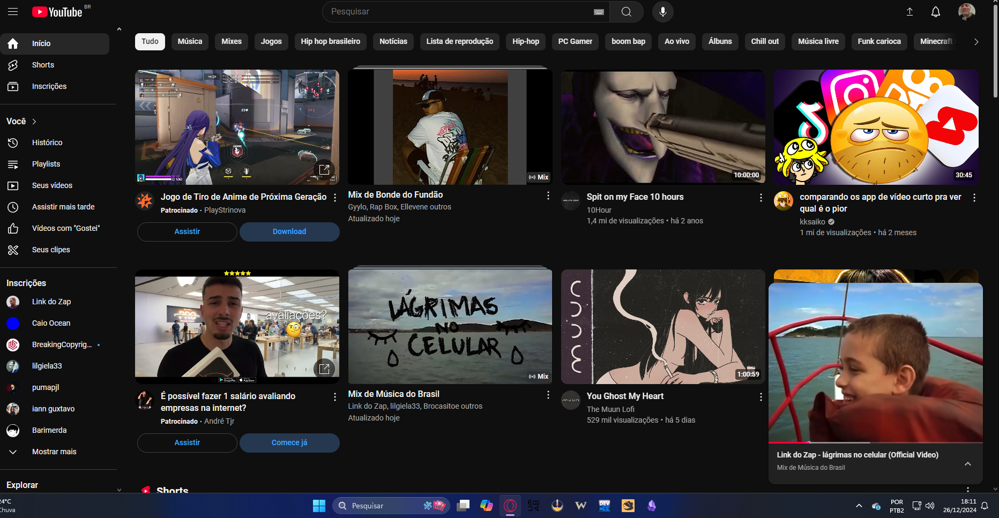 YouTube BR
Pesquisar
Início
Shorts
Inscrições
Você
Histórico
Playlists
Seus vídeos
Assistir mais tarde
Vídeos com "Gostei"
Seus clipes
Inscrições
Link do Zap
Caio Ocean
BreakingCopyrig...
lilgiela33
pumapjl
iann guxtavo
Barimerda
Mostrar mais
Explorar
Tudo
Música
Mixes
Jogos
Hip hop brasileiro
Notícias
Lista de reprodução
Hip-hop
PC Gamer
boom bap
Ao vivo
Álbuns
Chill out
Música livre
Funk carioca
Minecraft
14:31
23
100
Jogo de Tiro de Anime de Próxima Geração
Patrocinado · PlayStrinova
Assistir
Download
Mix
Mix de Bonde do Fundão
Gyylo, Rap Box, Ellevene outros
Atualizado hoje
10:00:00
Spit on my Face 10 hours
10Hour
1,4 mi de visualizações • há 2 anos
30:45
comparando os app de vídeo curto pra ver
qual é o pior
kksaiko
1 mi de visualizações • há 2 meses
PRO
avaliações?
Google Play
App Store
É possível fazer 1 salário avaliando
empresas na internet?
Patrocinado · André Tjr
Assistir
Comece já
LÁGRIMAS
NO
CELULAR
Mix
Mix de Música do Brasil
Link do Zap, lilgiela33, Brocasitoe outros
Atualizado hoje
1:00:59
You Ghost My Heart
The Muun Lofi
529 mil visualizações • há 5 dias
Link do Zap - lágrimas no celular (Official Video)
Mix de Música do Brasil
Shorts
24°C
Chuva
Pesquisar
W
DEV
POR
PTB2
18:11
26/12/2024